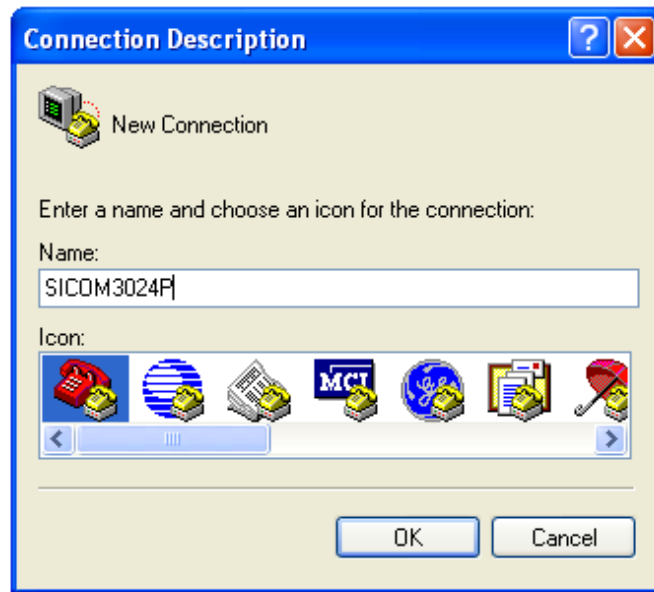 Connection Description
New Connection
Enter a name and choose an icon for the connection:
Name:
SICOM3024P
Icon:
MCI
OK
Cancel